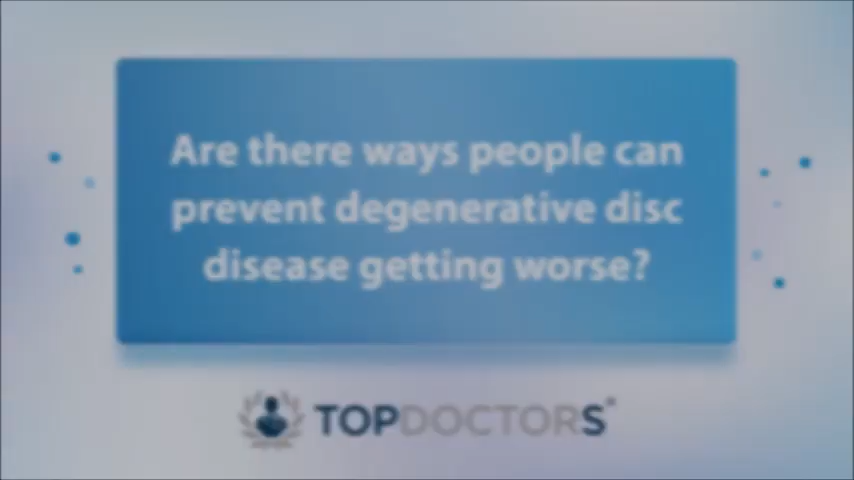 Are there ways people can
prevent degenerative disc
disease getting worse?
TOPDOCTORS